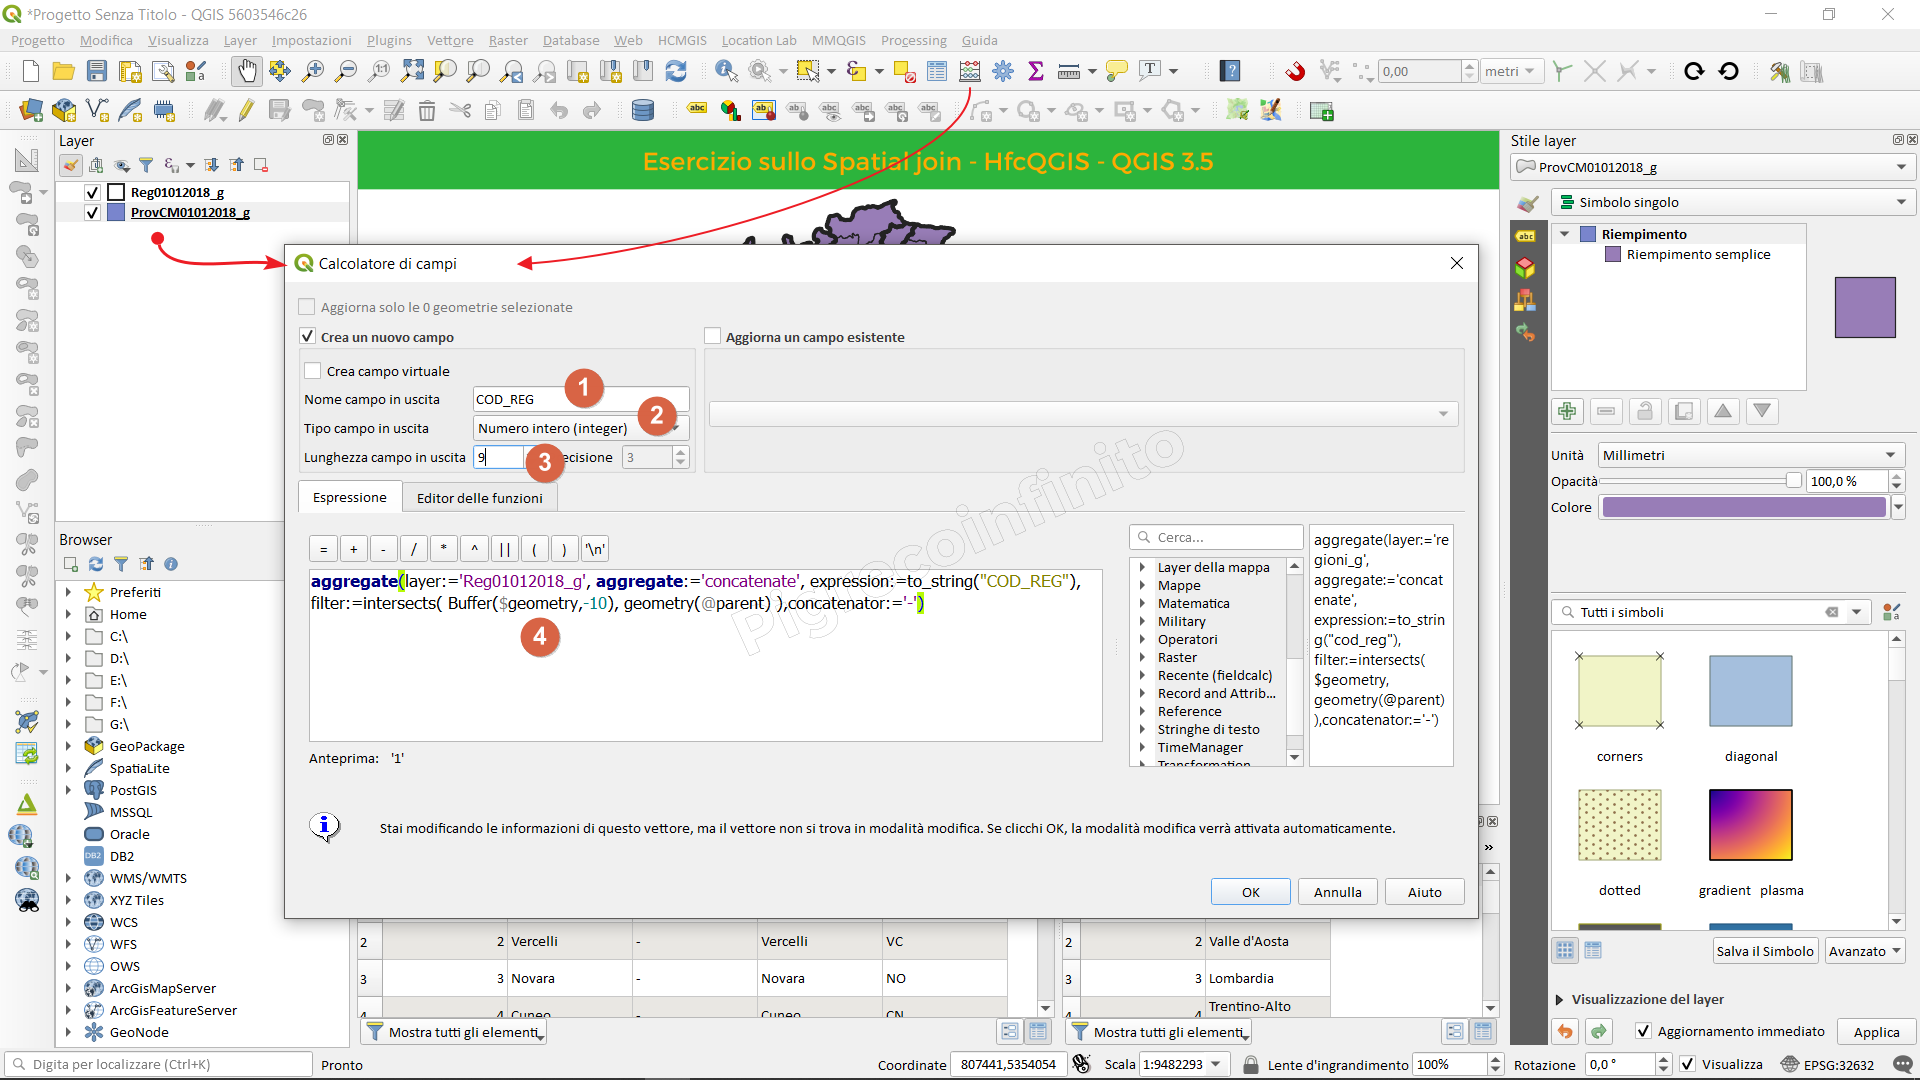 *Progetto Senza Titolo - QGIS 5603546c26
Progetto Modifica Visualizza Layer Impostazioni Plugins Vettore Raster Database Web HCMGIS Location Lab MMQGIS Processing Guida
0,00 metri
Layer
Reg01012018_g
ProvCM01012018_g
Esercizio sullo Spatial join - HfcQGIS - QGIS 3.5
Calcolatore di campi
Aggiorna solo le 0 geometrie selezionate
Crea un nuovo campo
Aggiorna un campo esistente
Crea campo virtuale
Nome campo in uscita COD_REG
1
Tipo campo in uscita Numero intero (integer)
2
Lunghezza campo in uscita 9 ecisione 3
3
Espressione Editor delle funzioni
= + - / * ^ || ( ) '\n'
aggregate(layer:='Reg01012018_g', aggregate:='concatenate', expression:=to_string("COD_REG"),
filter:=intersects( Buffer($geometry,-10), geometry(@parent) ),concatenator:='-')
4
Pigrecoinfinito
Anteprima: '1'
Cerca...
Layer della mappa
Mappe
Matematica
Military
Operatori
Raster
Recente (fieldcalc)
Record and Attrib...
Reference
Stringhe di testo
TimeManager
Transformation
aggregate(layer:='re
gioni_g',
aggregate:='concat
enate',
expression:=to_strin
g("cod_reg"),
filter:=intersects(
$geometry,
geometry(@parent)
),concatenator:='-')
Stai modificando le informazioni di questo vettore, ma il vettore non si trova in modalità modifica. Se clicchi OK, la modalità modifica verrà attivata automaticamente.
OK Annulla Aiuto
Browser
Preferiti
Home
C:\
D:\
E:\
F:\
G:\
GeoPackage
SpatiaLite
PostGIS
MSSQL
Oracle
DB2
WMS/WMTS
XYZ Tiles
WCS
WFS
OWS
ArcGisMapServer
ArcGisFeatureServer
GeoNode
2 2 Vercelli - Vercelli VC
3 3 Novara - Novara NO
4 4 Cuneo Cuneo CN
Mostra tutti gli elementi
2 2 Valle d'Aosta
3 3 Lombardia
4 4 Trentino-Alto
Mostra tutti gli elementi
Stile layer
ProvCM01012018_g
Simbolo singolo
Riempimento
Riempimento semplice
Unità Millimetri
Opacità 100,0 %
Colore
Tutti i simboli
corners diagonal
dotted gradient plasma
Salva il Simbolo Avanzato
Visualizzazione del layer
Aggiornamento immediato Applica
Digita per localizzare (Ctrl+K) Pronto Coordinate 807441,5354054 Scala 1:9482293 Lente d'ingrandimento 100% Rotazione 0,0 ° Visualizza EPSG:32632